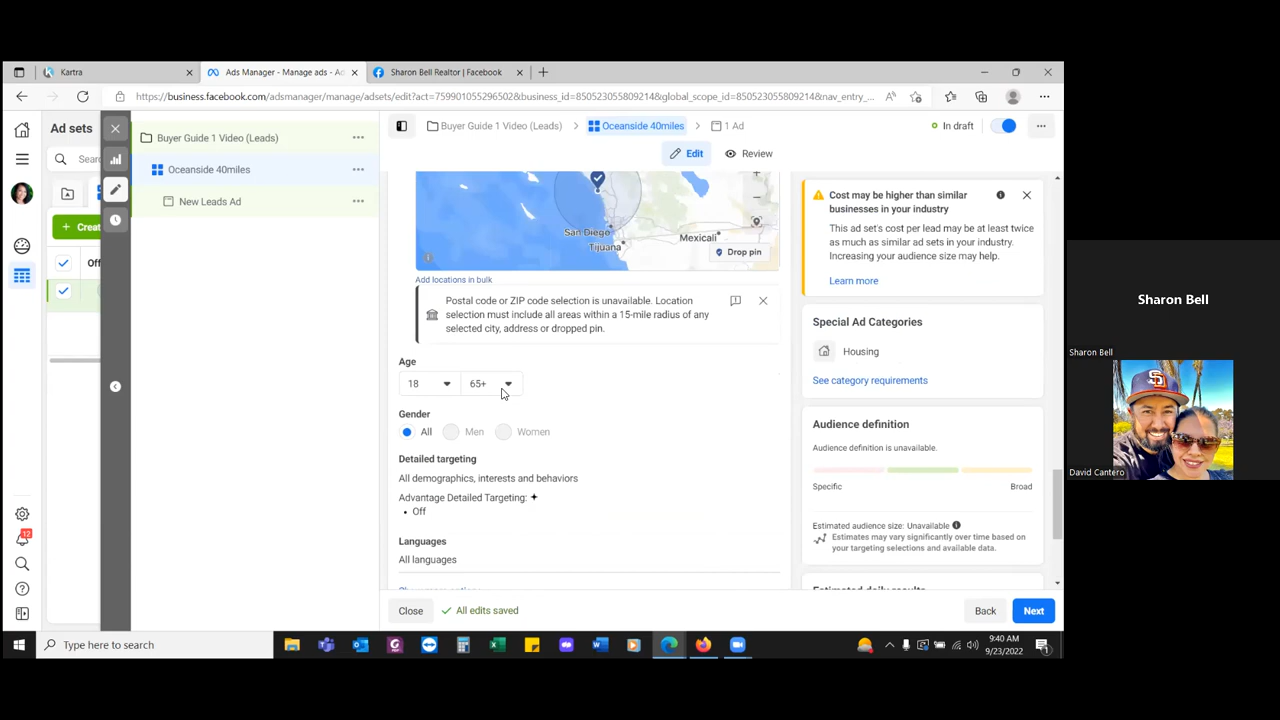 Kartra
Ads Manager - Manage ads - Ad
Sharon Bell Realtor | Facebook
https://business.facebook.com/adsmanager/manage/adsets/edit?act=759901055296502&business_id=850523055809214&global_scope_id=850523055809214&nav_entry_...
Ad sets
Buyer Guide 1 Video (Leads)
Oceanside 40miles
1 Ad
In draft
Buyer Guide 1 Video (Leads)
Edit
Review
Oceanside 40miles
New Leads Ad
Off
San Diego
Tijuana
Mexicali
Drop pin
Add locations in bulk
Postal code or ZIP code selection is unavailable. Location
selection must include all areas within a 15-mile radius of any
selected city, address or dropped pin.
Age
18
65+
Gender
All
Men
Women
Detailed targeting
All demographics, interests and behaviors
Advantage Detailed Targeting:
• Off
Languages
All languages
Close
All edits saved
Back
Next
Cost may be higher than similar
businesses in your industry
This ad set's cost per lead may be at least twice
as much as similar ad sets in your industry.
Increasing your audience size may help.
Learn more
Special Ad Categories
Housing
See category requirements
Audience definition
Audience definition is unavailable.
Specific
Broad
Estimated audience size: Unavailable
Estimates may vary significantly over time based on
your targeting selections and available data.
Estimated daily results
12
Type here to search
9:40 AM
9/23/2022
Sharon Bell
Sharon Bell
David Cantero